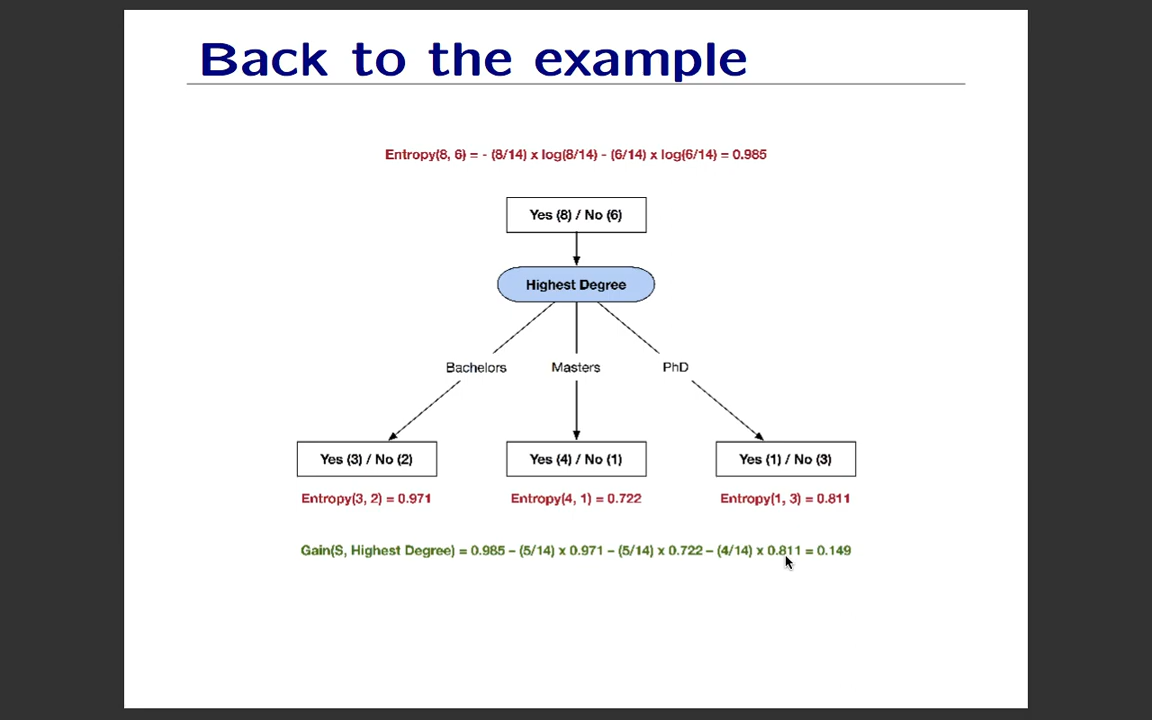 Back to the example
Entropy(8, 6) = - (8/14) x log(8/14) - (6/14) x log(6/14) = 0.985
Yes (8) / No (6)
Highest Degree
Bachelors
Masters
PhD
Yes (3) / No (2)
Yes (4) / No (1)
Yes (1) / No (3)
Entropy(3, 2) = 0.971
Entropy(4, 1) = 0.722
Entropy(1, 3) = 0.811
Gain(S, Highest Degree) = 0.985 – (5/14) x 0.971 – (5/14) x 0.722 – (4/14) x 0.811 = 0.149